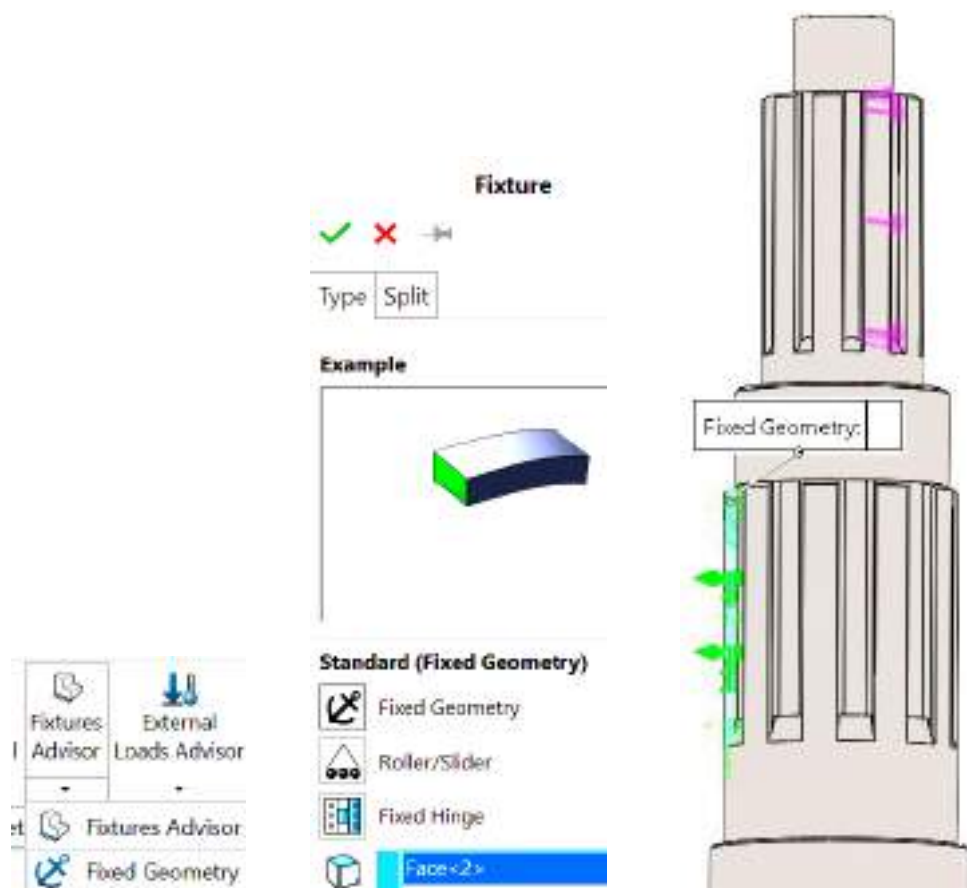 Fixture
Type
Split
Example
Standard (Fixed Geometry)
Fixed Geometry
Roller/Slider
Fixed Hinge
Face<2>
Fixtures
Advisor
External
Loads Advisor
Fixtures Advisor
Fixed Geometry
Fixed Geometry: